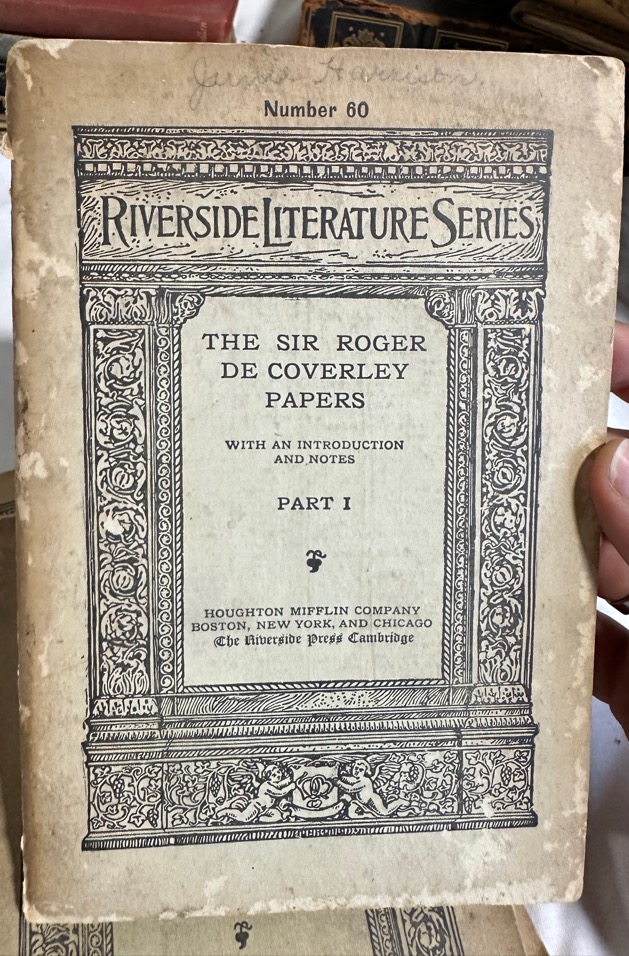 Harrison
Number 60
RIVERSIDE LITERATURE SERIES
THE SIR ROGER
DE COVERLEY
PAPERS
WITH AN INTRODUCTION
AND NOTES
PART I
HOUGHTON MIFFLIN COMPANY
BOSTON, NEW YORK, AND CHICAGO
The Riverside Press Cambridge